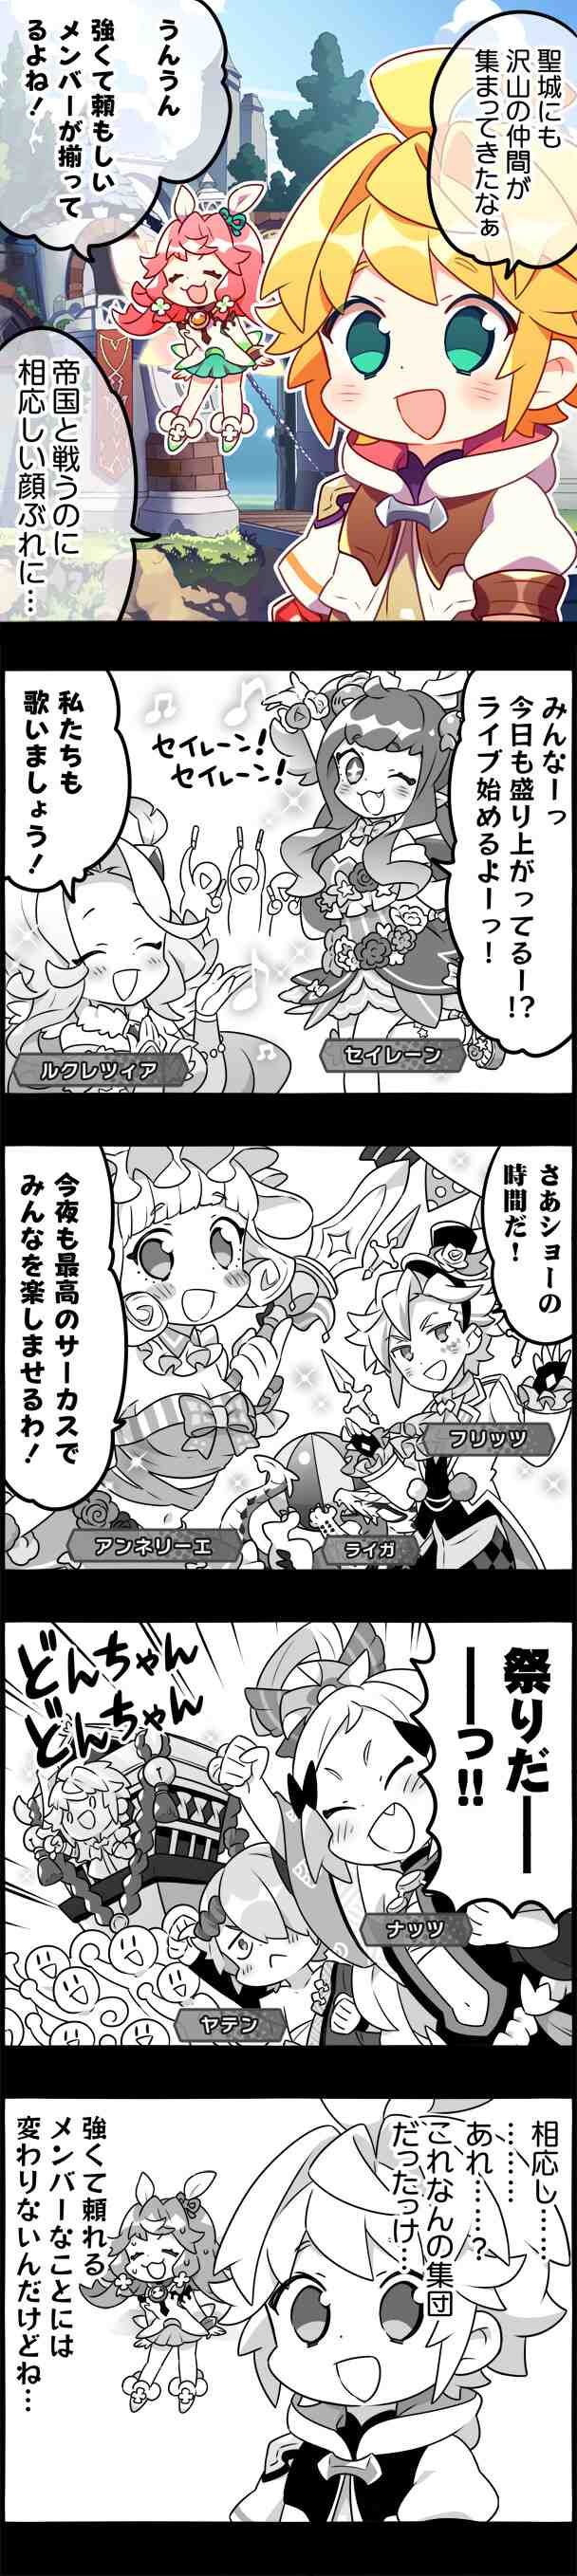 聖城にも
沢山の仲間が
集まってきたなぁ
うんうん
強くて頼もしい
メンバーが揃って
るよね！
帝国と戦うのに
相応しい顔ぶれに…
みんなーっ
今日も盛り上がってるー!?
ライブ始めるよーっ！
セイレーン！
セイレーン！
私たちも
歌いましょう！
セイレーン
ルクレツィア
さあショーの
時間だ！
今夜も最高のサーカスで
みんなを楽しませるわ！
フリッツ
アンネリーエ
ライガ
祭りだー
ーーっ!!
どんちゃん
どんちゃん
ナッツ
ヤテン
相応し……
………
あれ……？
これなんの集団
だったっけ…
強くて頼れる
メンバーなことには
変わりないんだけどね…